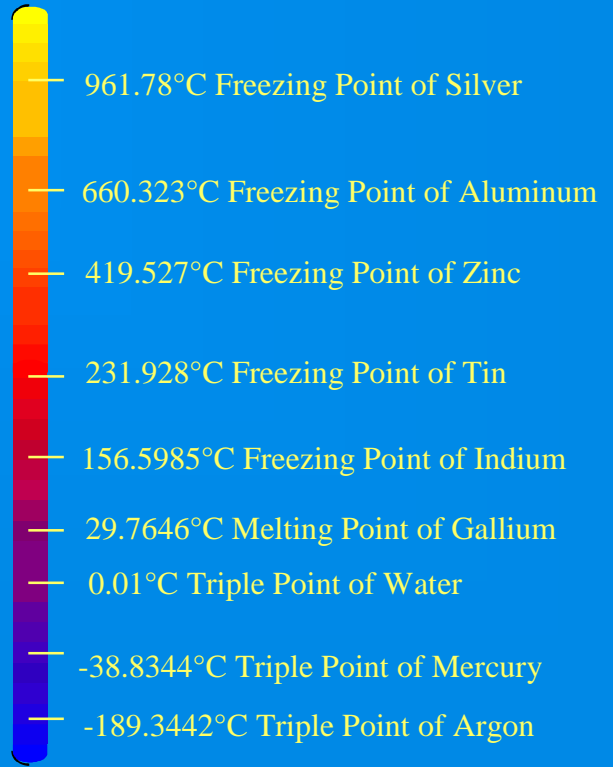 961.78°C Freezing Point of Silver
660.323°C Freezing Point of Aluminum
419.527°C Freezing Point of Zinc
231.928°C Freezing Point of Tin
156.5985°C Freezing Point of Indium
29.7646°C Melting Point of Gallium
0.01°C Triple Point of Water
-38.8344°C Triple Point of Mercury
-189.3442°C Triple Point of Argon